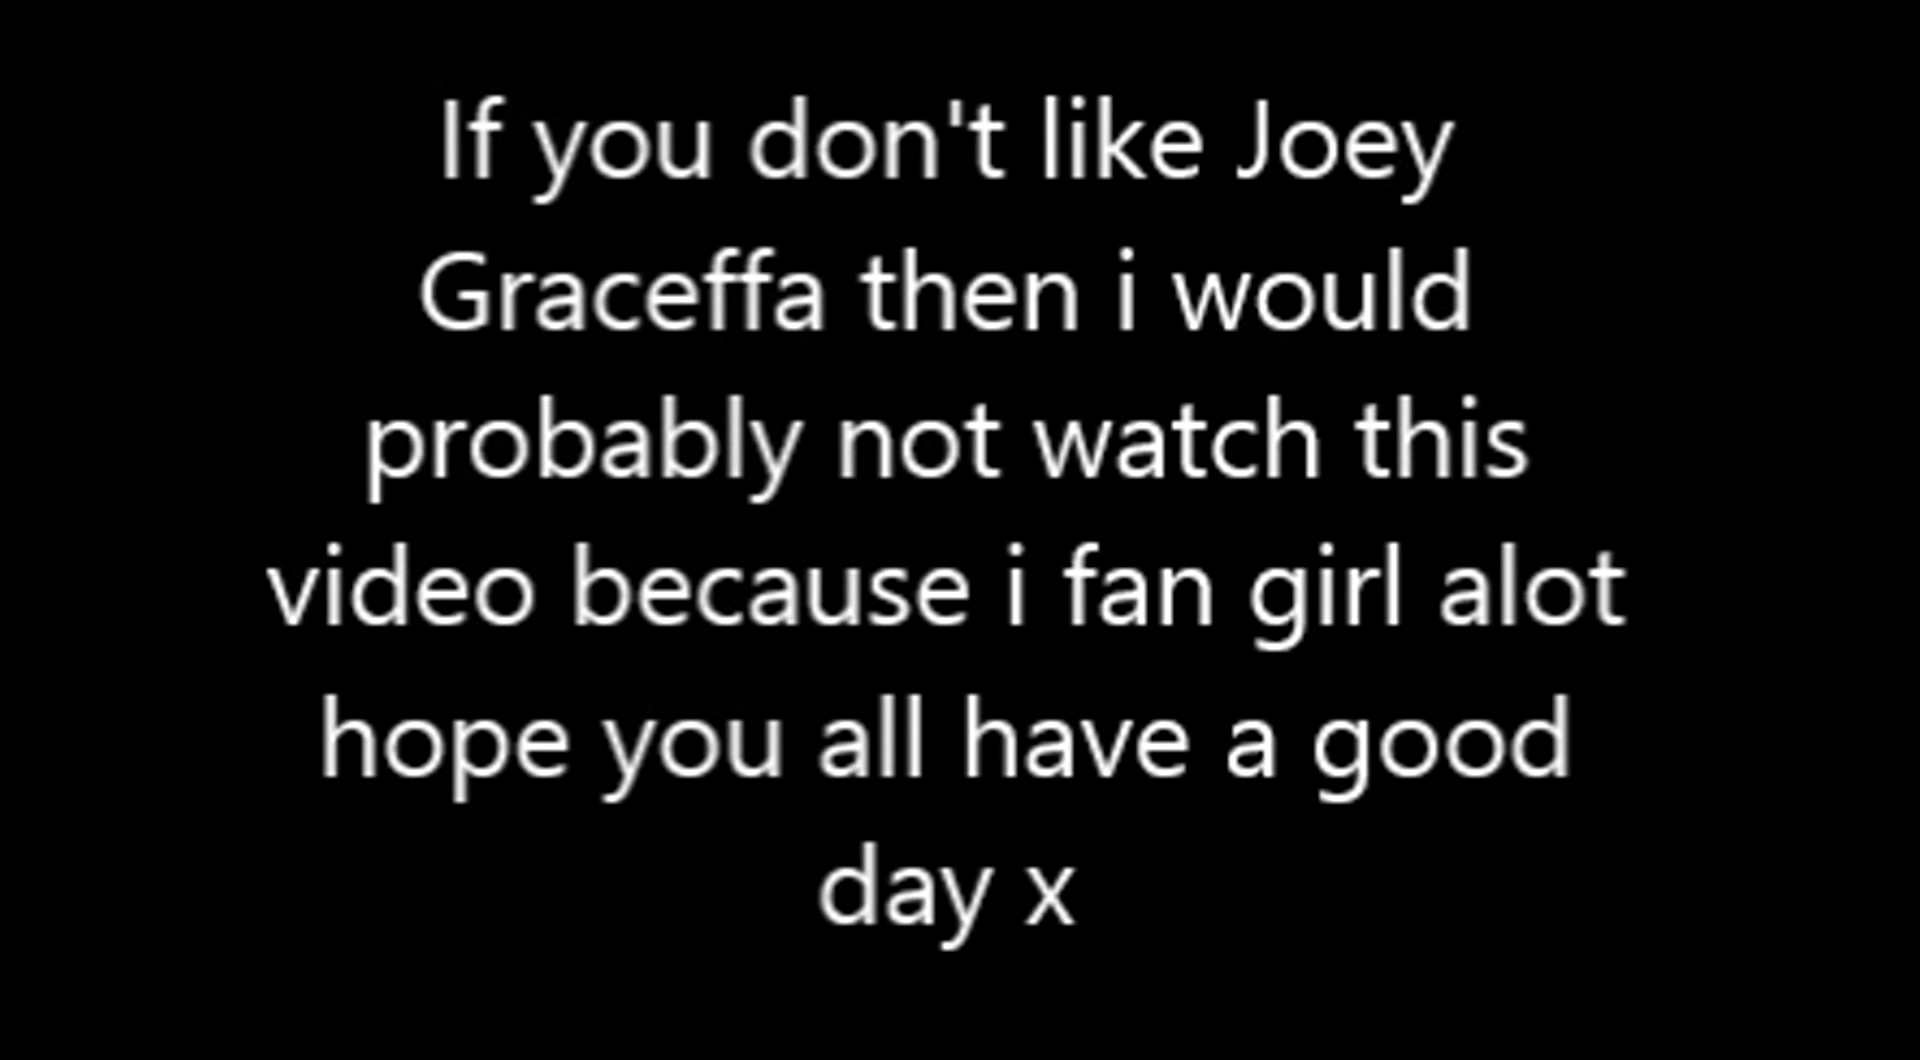 If you don't like Joey
Graceffa then i would
probably not watch this
video because i fan girl alot
hope you all have a good
day x